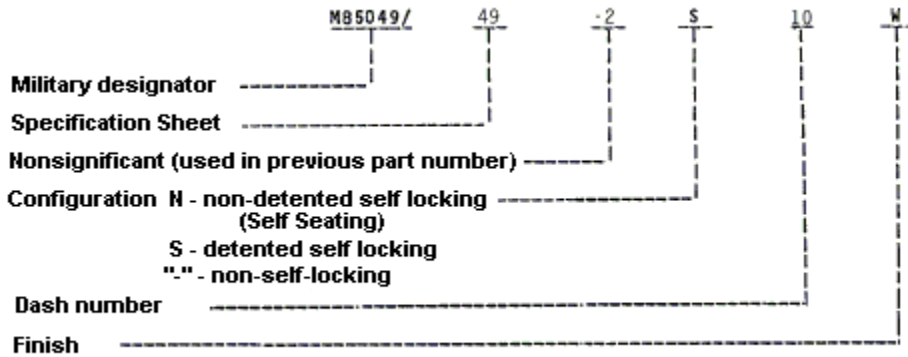 M85049/ 49 -2 S 10 W
Military designator
Specification Sheet
Nonsignificant (used in previous part number)
Configuration N - non-detented self locking
(Self Seating)
S - detented self locking
"-" - non-self-locking
Dash number
Finish